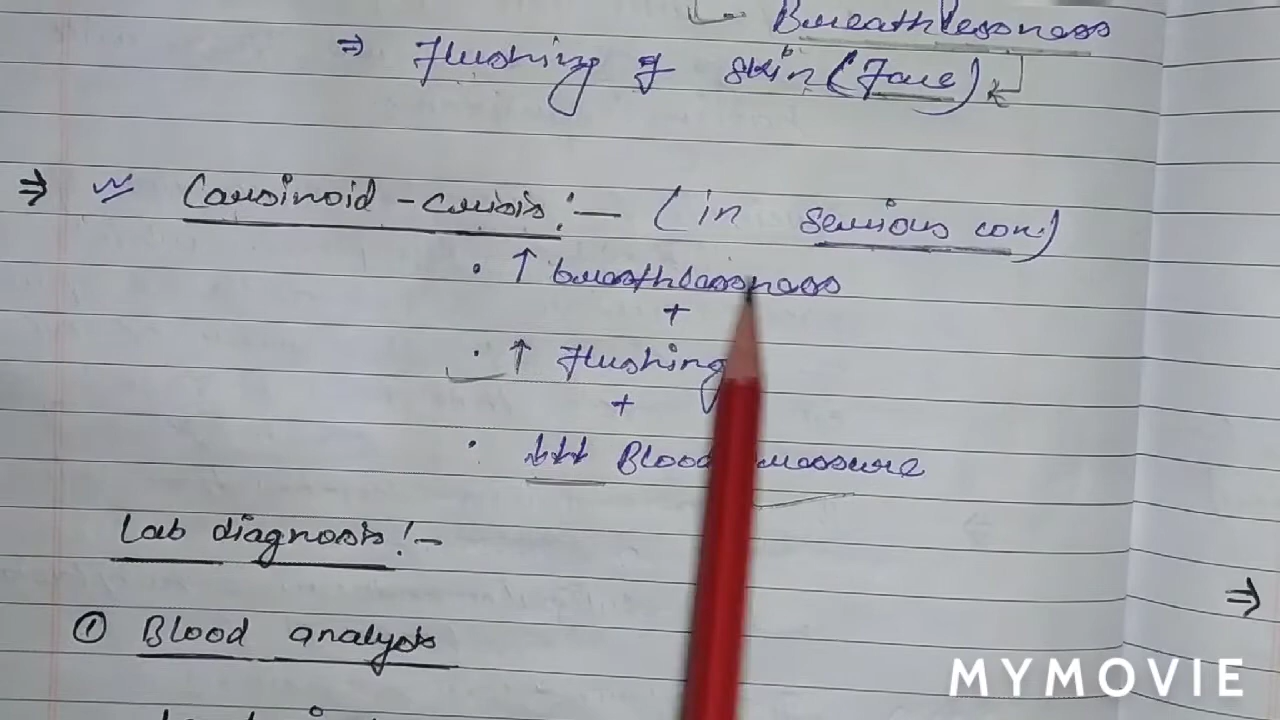 Breathlessness
⇒ Flushing of skin (Face)
⇒ Carcinoid-crisis :- (in serious con.)
• ↑ breathlessness
+
• ↑ Flushing
+
• ↓↓↓ Blood pressure
Lab diagnosis :-
⇒
① Blood analysis
MYMOVIE